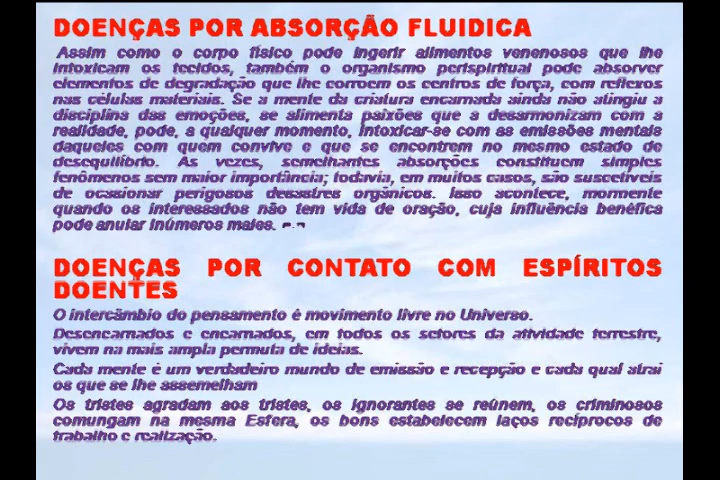 DOENÇAS POR ABSORÇÃO FLUIDICA
Assim como o corpo físico pode ingerir alimentos venenosos que lhe
intoxicam os tecidos, também o organismo perispiritual pode absorver
elementos de degradação que lhe corroem os centros de força, com reflexos
nas células materiais. Se a mente da criatura encarnada ainda não atingiu a
disciplina das emoções, se alimenta paixões que a desarmonizam com a
realidade, pode, a qualquer momento, intoxicar-se com as emissões mentais
daqueles com quem convive e que se encontrem no mesmo estado de
desequilíbrio. As vezes, semelhantes absorções constituem simples
fenômenos sem maior importância; todavia, em muitos casos, são suscetíveis
de ocasionar perigosos desastres orgânicos. Isso acontece, mormente
quando os interessados não tem vida de oração, cuja influência benéfica
pode anular inúmeros males.
DOENÇAS POR CONTATO COM ESPÍRITOS
DOENTES
O intercâmbio do pensamento é movimento livre no Universo.
Desencarnados e encarnados, em todos os setores da atividade terrestre,
vivem na mais ampla permuta de ideias.
Cada mente é um verdadeiro mundo de emissão e recepção e cada qual atrai
os que se lhe assemelham
Os tristes agradam aos tristes, os ignorantes se reúnem, os criminosos
comungam na mesma Esfera, os bons estabelecem laços recíprocos de
trabalho e realização.